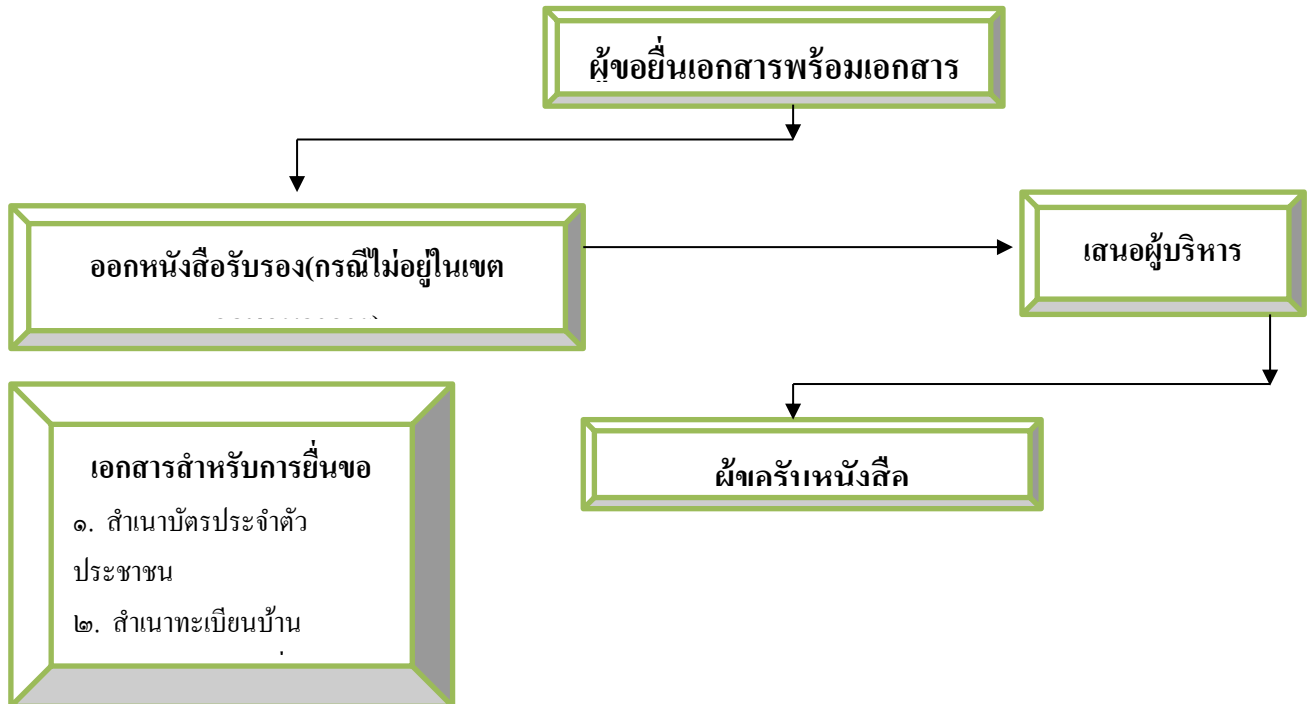 ผู้ขอยื่นเอกสารพร้อมเอกสาร
ออกหนังสือรับรอง(กรณีไม่อยู่ในเขต
เสนอผู้บริหาร
ผู้ขอรับหนังสือ
เอกสารสำหรับการยื่นขอ
๑. สำเนาบัตรประจำตัว
ประชาชน
๒. สำเนาทะเบียนบ้าน